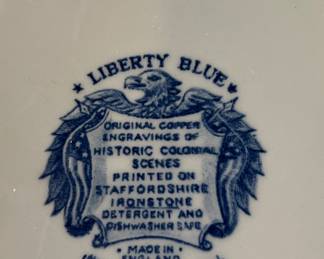 ★ LIBERTY BLUE ★
ORIGINAL COPPER
ENGRAVINGS OF
HISTORIC COLONIAL
SCENES
PRINTED ON
STAFFORDSHIRE
IRONSTONE
DETERGENT AND
DISHWASHER SAFE
• MADE IN •
ENGLAND